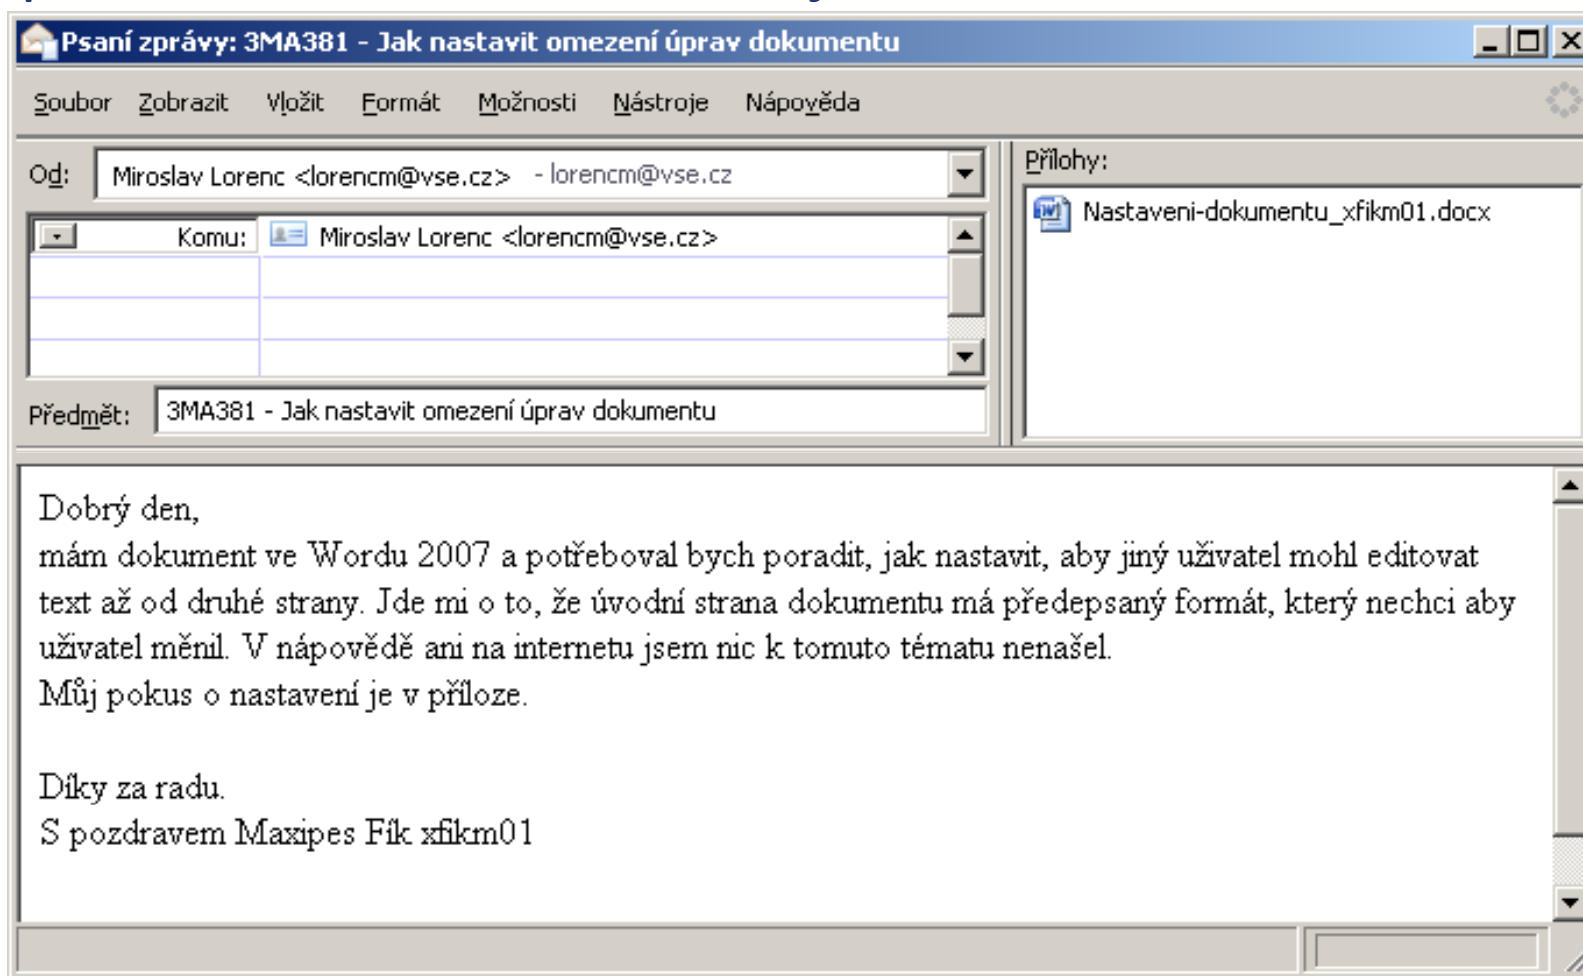 Psaní zprávy: 3MA381 - Jak nastavit omezení úprav dokumentu
Soubor Zobrazit Vložit Formát Možnosti Nástroje Nápověda
Od: Miroslav Lorenc <lorencm@vse.cz> - lorencm@vse.cz
Komu: Miroslav Lorenc <lorencm@vse.cz>
Předmět: 3MA381 - Jak nastavit omezení úprav dokumentu
Přílohy:
Nastaveni-dokumentu_xfikm01.docx
Dobrý den,
mám dokument ve Wordu 2007 a potřeboval bych poradit, jak nastavit, aby jiný uživatel mohl editovat
text až od druhé strany. Jde mi o to, že úvodní strana dokumentu má předepsaný formát, který nechci aby
uživatel měnil. V nápovědě ani na internetu jsem nic k tomuto tématu nenašel.
Můj pokus o nastavení je v příloze.
Díky za radu.
S pozdravem Maxipes Fík xfikm01